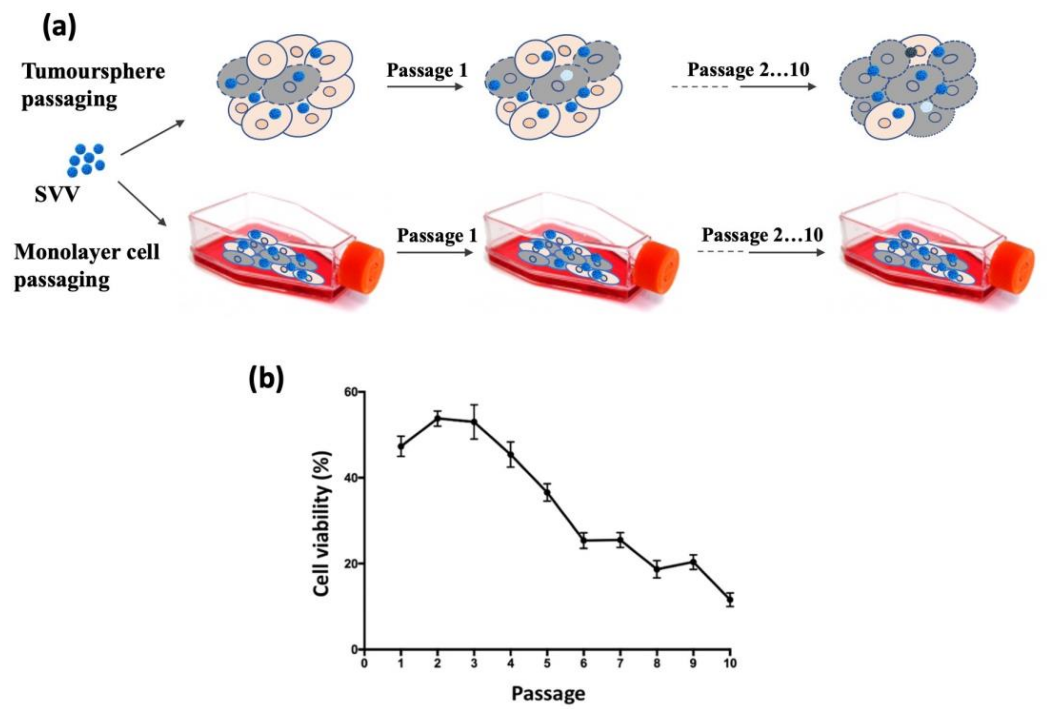 (a)
Tumoursphere
passaging
Passage 1
Passage 2...10
SVV
Monolayer cell
passaging
Passage 1
Passage 2...10
(b)
Cell viability (%)
60
40
20
0
0 1 2 3 4 5 6 7 8 9 10
Passage